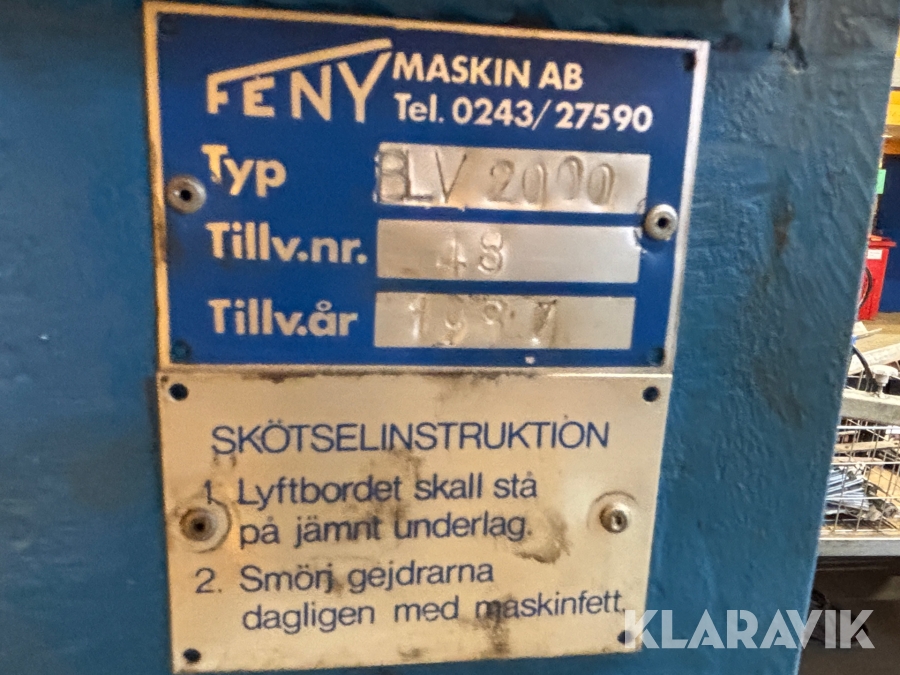 FENY MASKIN AB
Tel. 0243/27590
Typ BLV 2000
Tillv.nr. 48
Tillv.år 1987
SKÖTSELINSTRUKTION
1. Lyftbordet skall stå
på jämnt underlag.
2. Smörj gejdrarna
dagligen med maskinfett.
KLARAVIK